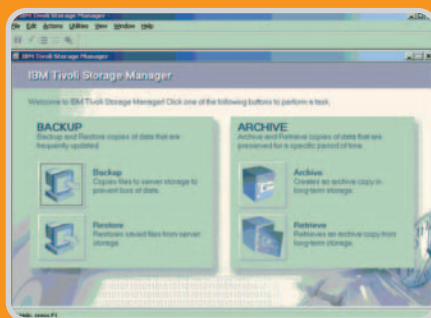 IBM Tivoli Storage Manager
File Edit Actions Utilities View Window Help
IBM Tivoli Storage Manager
IBM Tivoli Storage Manager
Welcome to IBM Tivoli Storage Manager! Click one of the following buttons to perform a task.
BACKUP
Backup and Restore copies of data that are
frequently updated.
Backup
Copies files to server storage to
prevent loss of data.
Restore
Restores saved files from server
storage.
ARCHIVE
Archive and Retrieve copies of data that are
preserved for a specific period of time.
Archive
Creates an archive copy in
long-term storage.
Retrieve
Retrieves an archive copy from
long-term storage.
Help, press F1